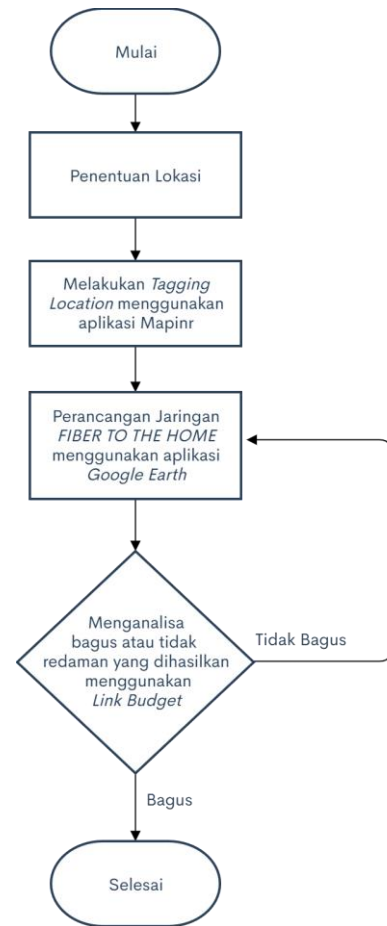 Mulai
Penentuan Lokasi
Melakukan Tagging
Location menggunakan
aplikasi Mapinr
Perancangan Jaringan
FIBER TO THE HOME
menggunakan aplikasi
Google Earth
Menganalisa
bagus atau tidak
redaman yang dihasilkan
menggunakan
Link Budget
Tidak Bagus
Bagus
Selesai